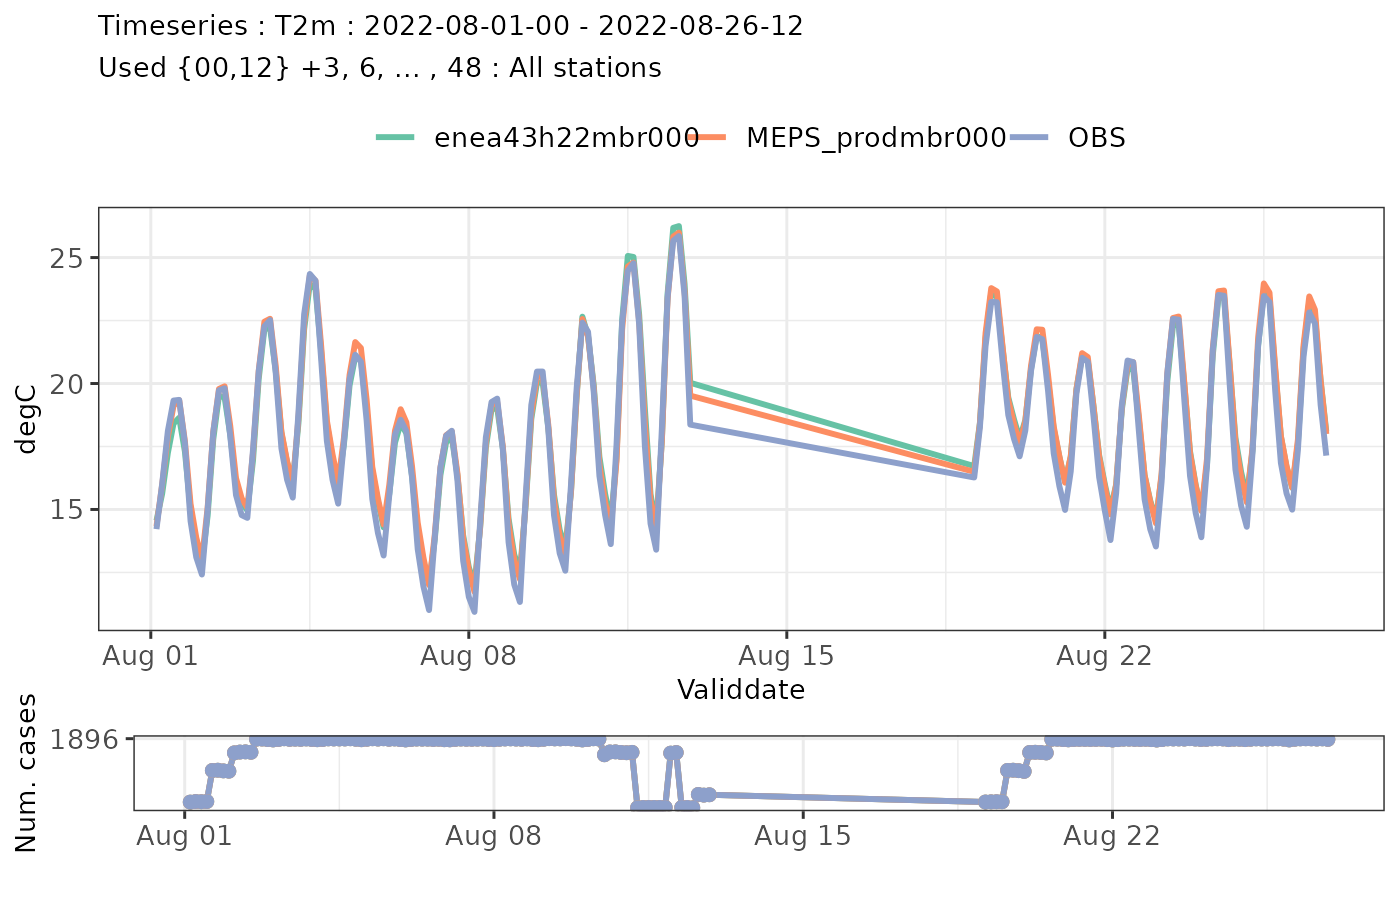 Timeseries : T2m : 2022-08-01-00 - 2022-08-26-12
Used {00,12} +3, 6, ... , 48 : All stations
enea43h22mbr000 MEPS_prodmbr000 OBS
degC
25
20
15
Aug 01 Aug 08 Aug 15 Aug 22
Validdate
Num. cases
1896
Aug 01 Aug 08 Aug 15 Aug 22